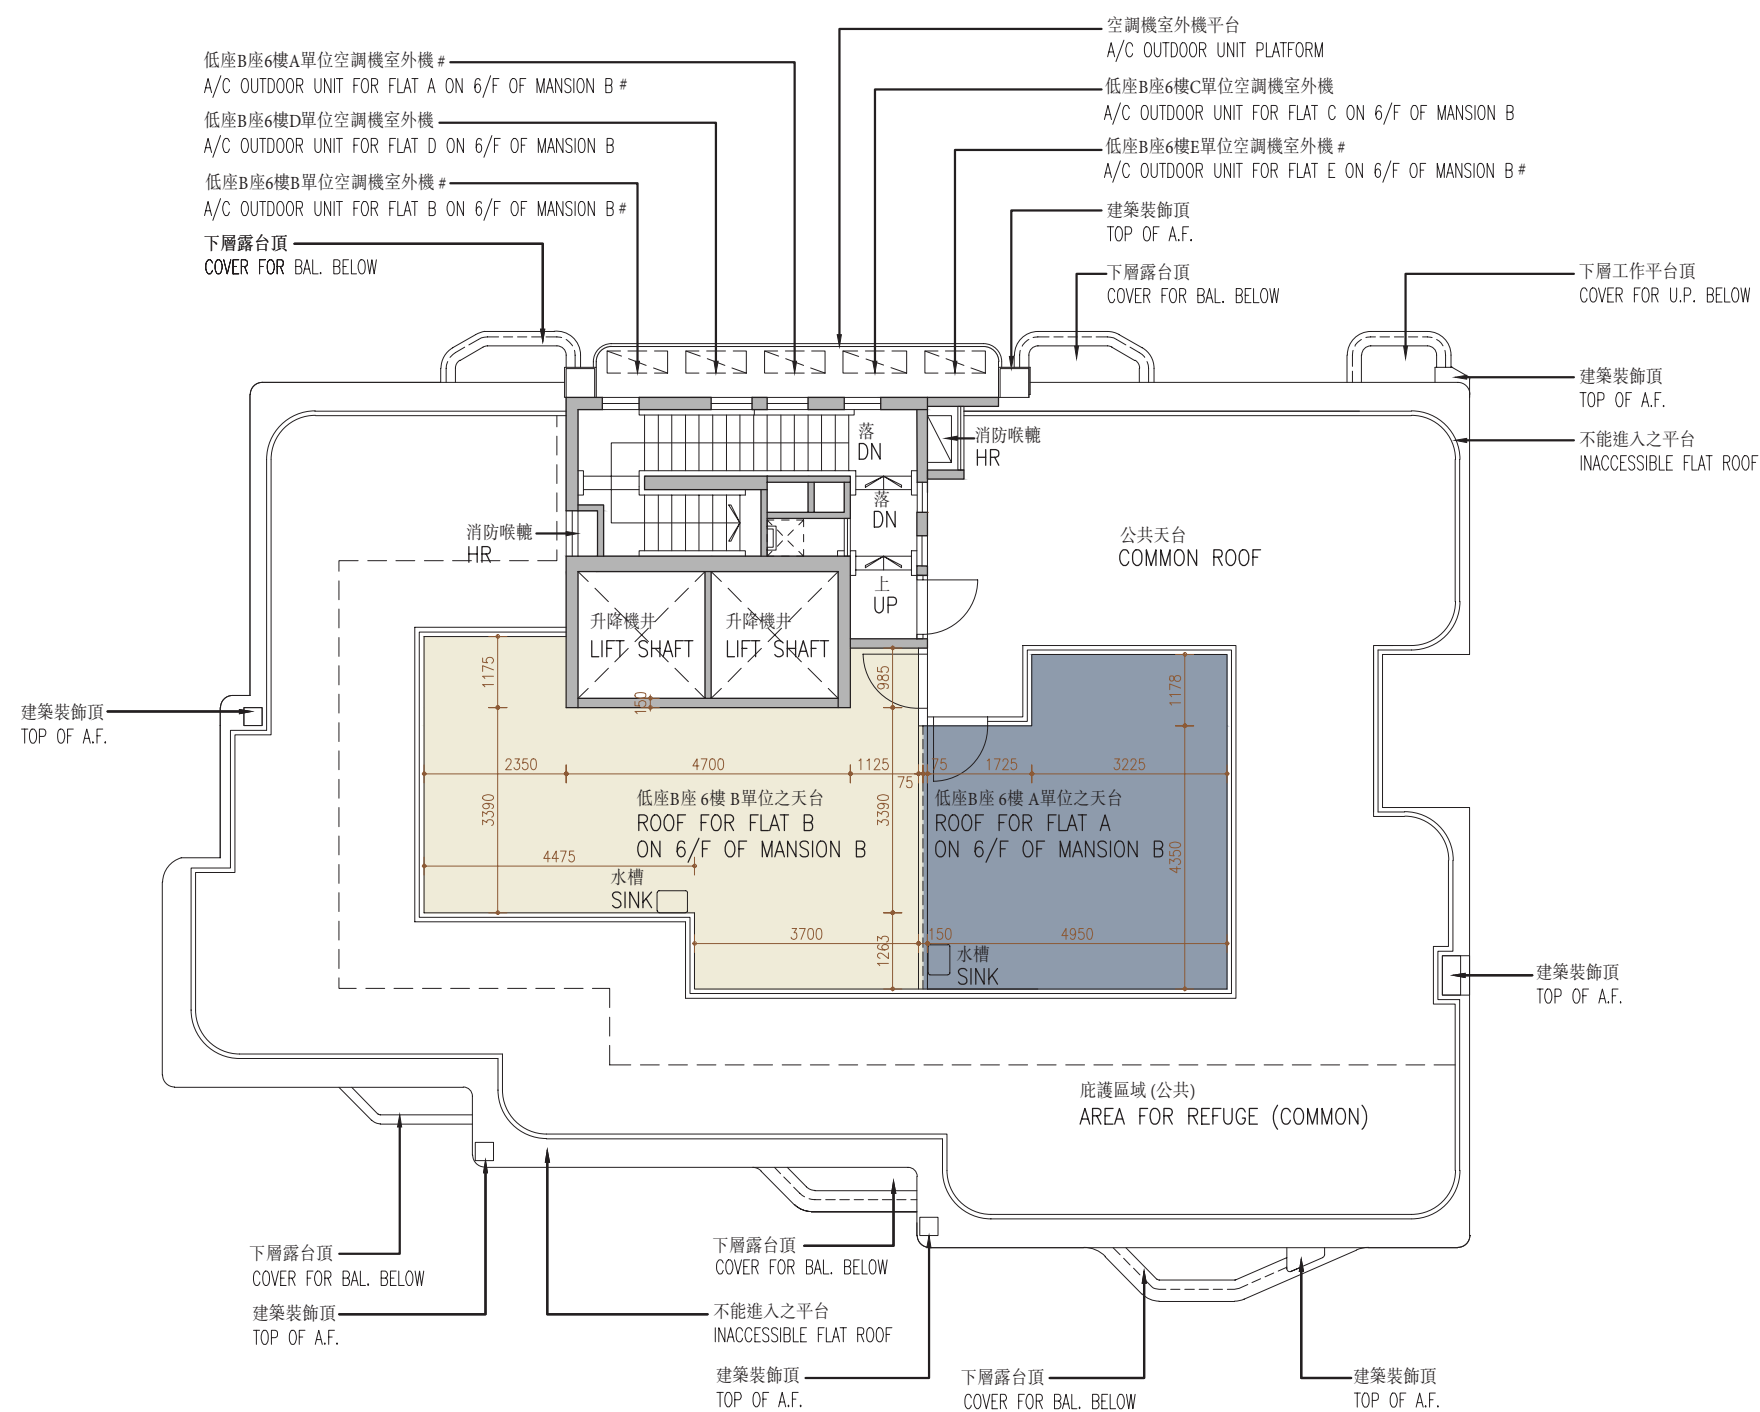 空調機室外機平台
A/C OUTDOOR UNIT PLATFORM
低座B座6樓A單位空調機室外機 #
A/C OUTDOOR UNIT FOR FLAT A ON 6/F OF MANSION B #
低座B座6樓C單位空調機室外機
A/C OUTDOOR UNIT FOR FLAT C ON 6/F OF MANSION B
低座B座6樓D單位空調機室外機
A/C OUTDOOR UNIT FOR FLAT D ON 6/F OF MANSION B
低座B座6樓E單位空調機室外機 #
A/C OUTDOOR UNIT FOR FLAT E ON 6/F OF MANSION B #
低座B座6樓B單位空調機室外機 #
A/C OUTDOOR UNIT FOR FLAT B ON 6/F OF MANSION B #
建築裝飾頂
TOP OF A.F.
下層露台頂
COVER FOR BAL. BELOW
下層露台頂
COVER FOR BAL. BELOW
下層工作平台頂
COVER FOR U.P. BELOW
建築裝飾頂
TOP OF A.F.
不能進入之平台
INACCESSIBLE FLAT ROOF
落
DN
消防喉轆
HR
落
DN
消防喉轆
HR
公共天台
COMMON ROOF
上
UP
升降機井
LIFT SHAFT
升降機井
LIFT SHAFT
1175
150
985
1178
建築裝飾頂
TOP OF A.F.
2350
4700
1125
75
75
1725
3225
3390
3390
4350
低座B座 6樓 B單位之天台
ROOF FOR FLAT B
ON 6/F OF MANSION B
低座B座 6樓 A單位之天台
ROOF FOR FLAT A
ON 6/F OF MANSION B
4475
水槽
SINK
3700
1263
150
4950
水槽
SINK
建築裝飾頂
TOP OF A.F.
庇護區域 (公共)
AREA FOR REFUGE (COMMON)
下層露台頂
COVER FOR BAL. BELOW
建築裝飾頂
TOP OF A.F.
下層露台頂
COVER FOR BAL. BELOW
不能進入之平台
INACCESSIBLE FLAT ROOF
建築裝飾頂
TOP OF A.F.
下層露台頂
COVER FOR BAL. BELOW
建築裝飾頂
TOP OF A.F.